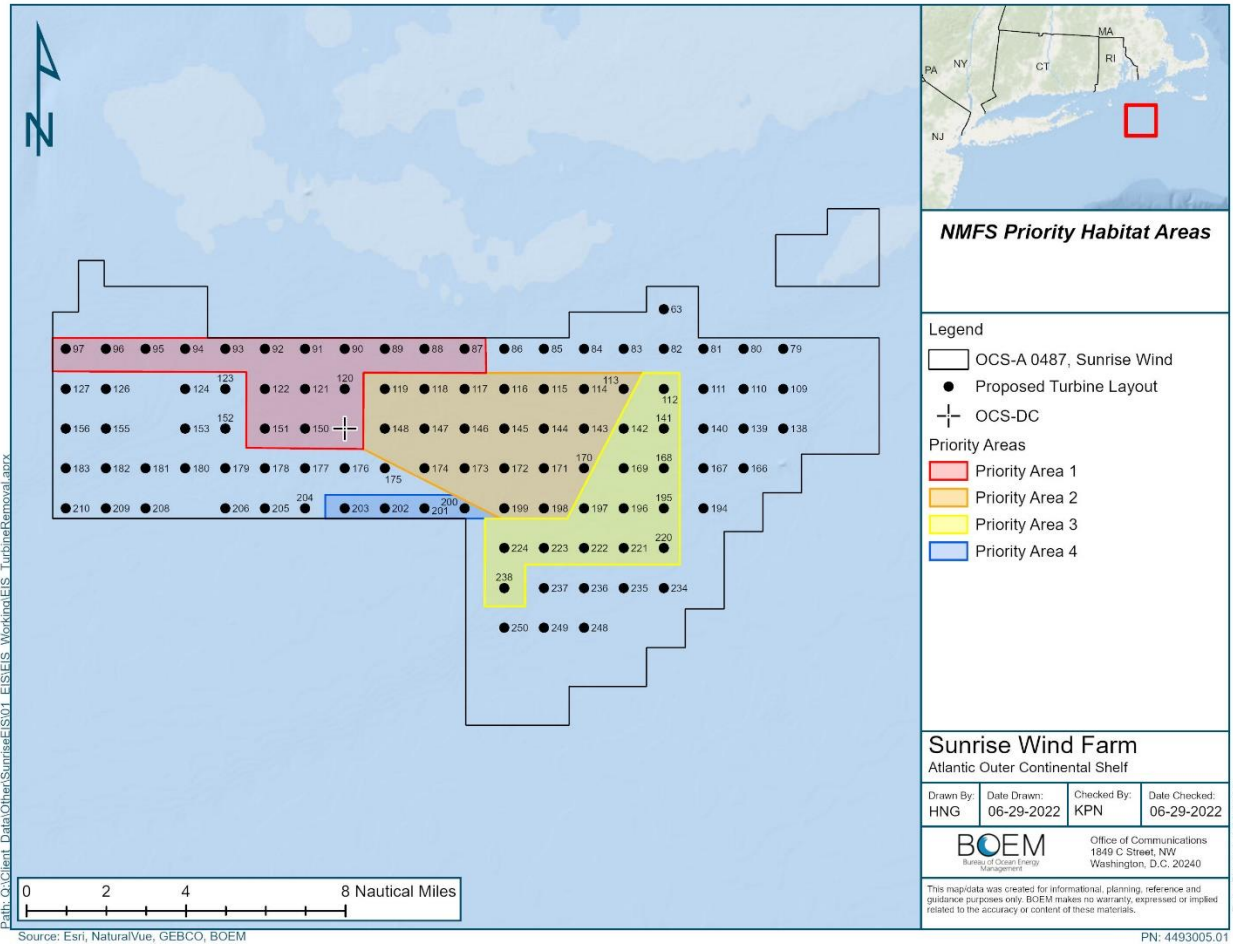 N
63
97 96 95 94 93 92 91 90 89 88 87 86 85 84 83 82 81 80 79
123 120 113
127 126 124 122 121 119 118 117 116 115 114 111 110 109
112
152 141
156 155 153 151 150 148 147 146 145 144 143 142 140 139 138
170 168
183 182 181 180 179 178 177 176 174 173 172 171 169 167 166
175
204 200 195
210 209 208 206 205 203 202 201 199 198 197 196 194
220
224 223 222 221
238
237 236 235 234
250 249 248
0 2 4 8 Nautical Miles
Path: Q:\Client_Data\Other\SunriseEIS\01_EIS\EIS_Working\EIS_TurbineRemoval.aprx
Source: Esri, NaturalVue, GEBCO, BOEM
MA
NY CT RI
PA
NJ
NMFS Priority Habitat Areas
Legend
OCS-A 0487, Sunrise Wind
Proposed Turbine Layout
OCS-DC
Priority Areas
Priority Area 1
Priority Area 2
Priority Area 3
Priority Area 4
Sunrise Wind Farm
Atlantic Outer Continental Shelf
Drawn By: Date Drawn: Checked By: Date Checked:
HNG 06-29-2022 KPN 06-29-2022
BOEM
Bureau of Ocean Energy
Management
Office of Communications
1849 C Street, NW
Washington, D.C. 20240
This map/data was created for informational, planning, reference and
guidance purposes only. BOEM makes no warranty, expressed or implied
related to the accuracy or content of these materials.
PN: 4493005.01